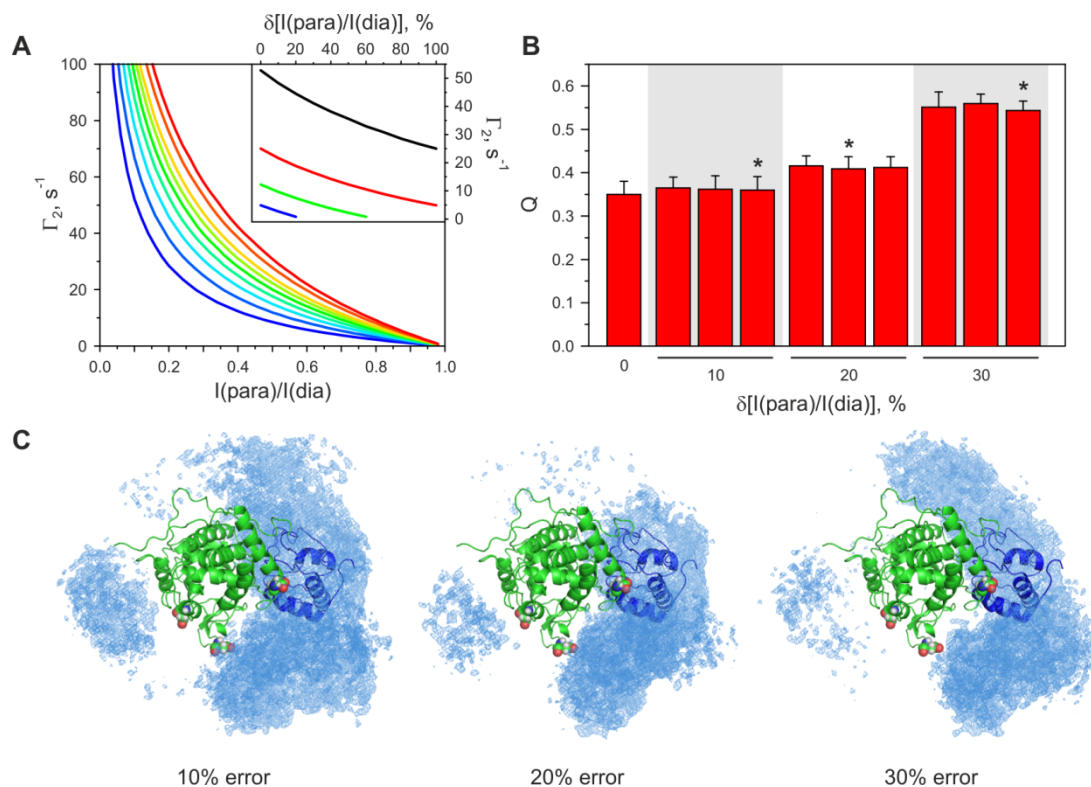 A
δ[I(para)/I(dia)], %
0 20 40 60 80 100
100
80
60
40
20
0
Γ₂, s⁻¹
50
40
30
20
10
0
Γ₂, s⁻¹
0.0 0.2 0.4 0.6 0.8 1.0
I(para)/I(dia)
B
0.6
0.5
0.4
0.3
0.2
0.1
0.0
Q
* * *
0 10 20 30
δ[I(para)/I(dia)], %
C
10% error 20% error 30% error